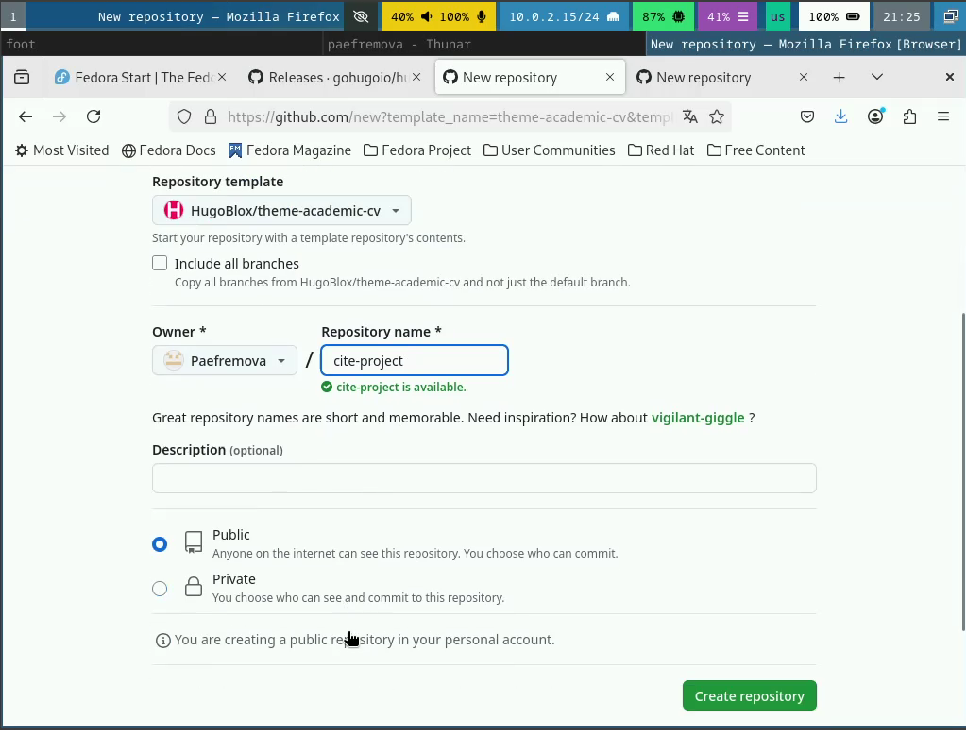 1 New repository — Mozilla Firefox 40% 100% 10.0.2.15/24 87% 41% us 100% 21:25
foot paefremova - Thunar New repository — Mozilla Firefox [Browser]
Fedora Start | The Fed Releases · gohugoio/hu New repository New repository
https://github.com/new?template_name=theme-academic-cv&templ
Most Visited Fedora Docs Fedora Magazine Fedora Project User Communities Red Hat Free Content
Repository template
HugoBlox/theme-academic-cv
Start your repository with a template repository's contents.
Include all branches
Copy all branches from HugoBlox/theme-academic-cv and not just the default branch.
Owner * Repository name *
Paefremova / cite-project
cite-project is available.
Great repository names are short and memorable. Need inspiration? How about vigilant-giggle ?
Description (optional)
Public
Anyone on the internet can see this repository. You choose who can commit.
Private
You choose who can see and commit to this repository.
You are creating a public repository in your personal account.
Create repository